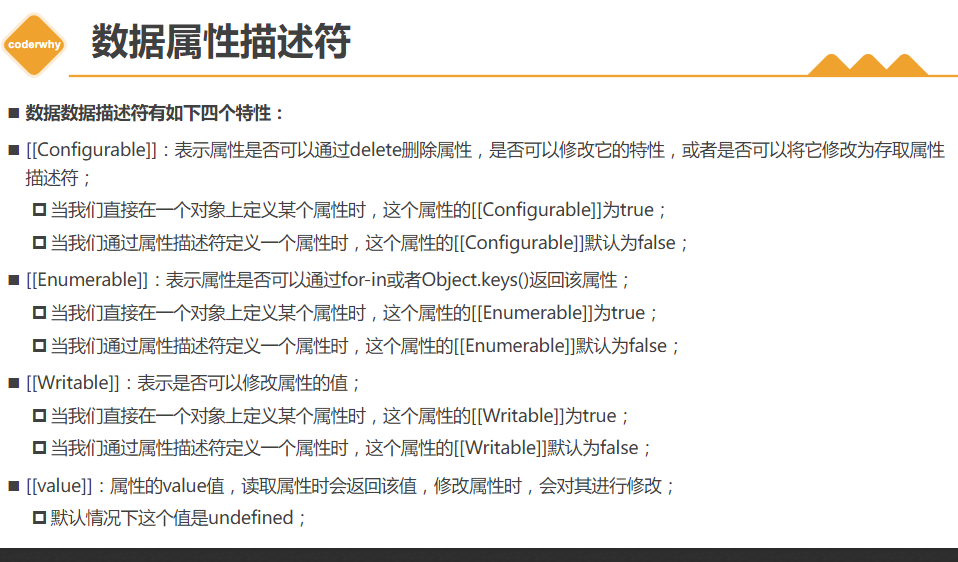 coderwhy
数据属性描述符
数据数据描述符有如下四个特性：
[[Configurable]]：表示属性是否可以通过delete删除属性，是否可以修改它的特性，或者是否可以将它修改为存取属性
描述符；
当我们直接在一个对象上定义某个属性时，这个属性的[[Configurable]]为true；
当我们通过属性描述符定义一个属性时，这个属性的[[Configurable]]默认为false；
[[Enumerable]]：表示属性是否可以通过for-in或者Object.keys()返回该属性；
当我们直接在一个对象上定义某个属性时，这个属性的[[Enumerable]]为true；
当我们通过属性描述符定义一个属性时，这个属性的[[Enumerable]]默认为false；
[[Writable]]：表示是否可以修改属性的值；
当我们直接在一个对象上定义某个属性时，这个属性的[[Writable]]为true；
当我们通过属性描述符定义一个属性时，这个属性的[[Writable]]默认为false；
[[value]]：属性的value值，读取属性时会返回该值，修改属性时，会对其进行修改；
默认情况下这个值是undefined；